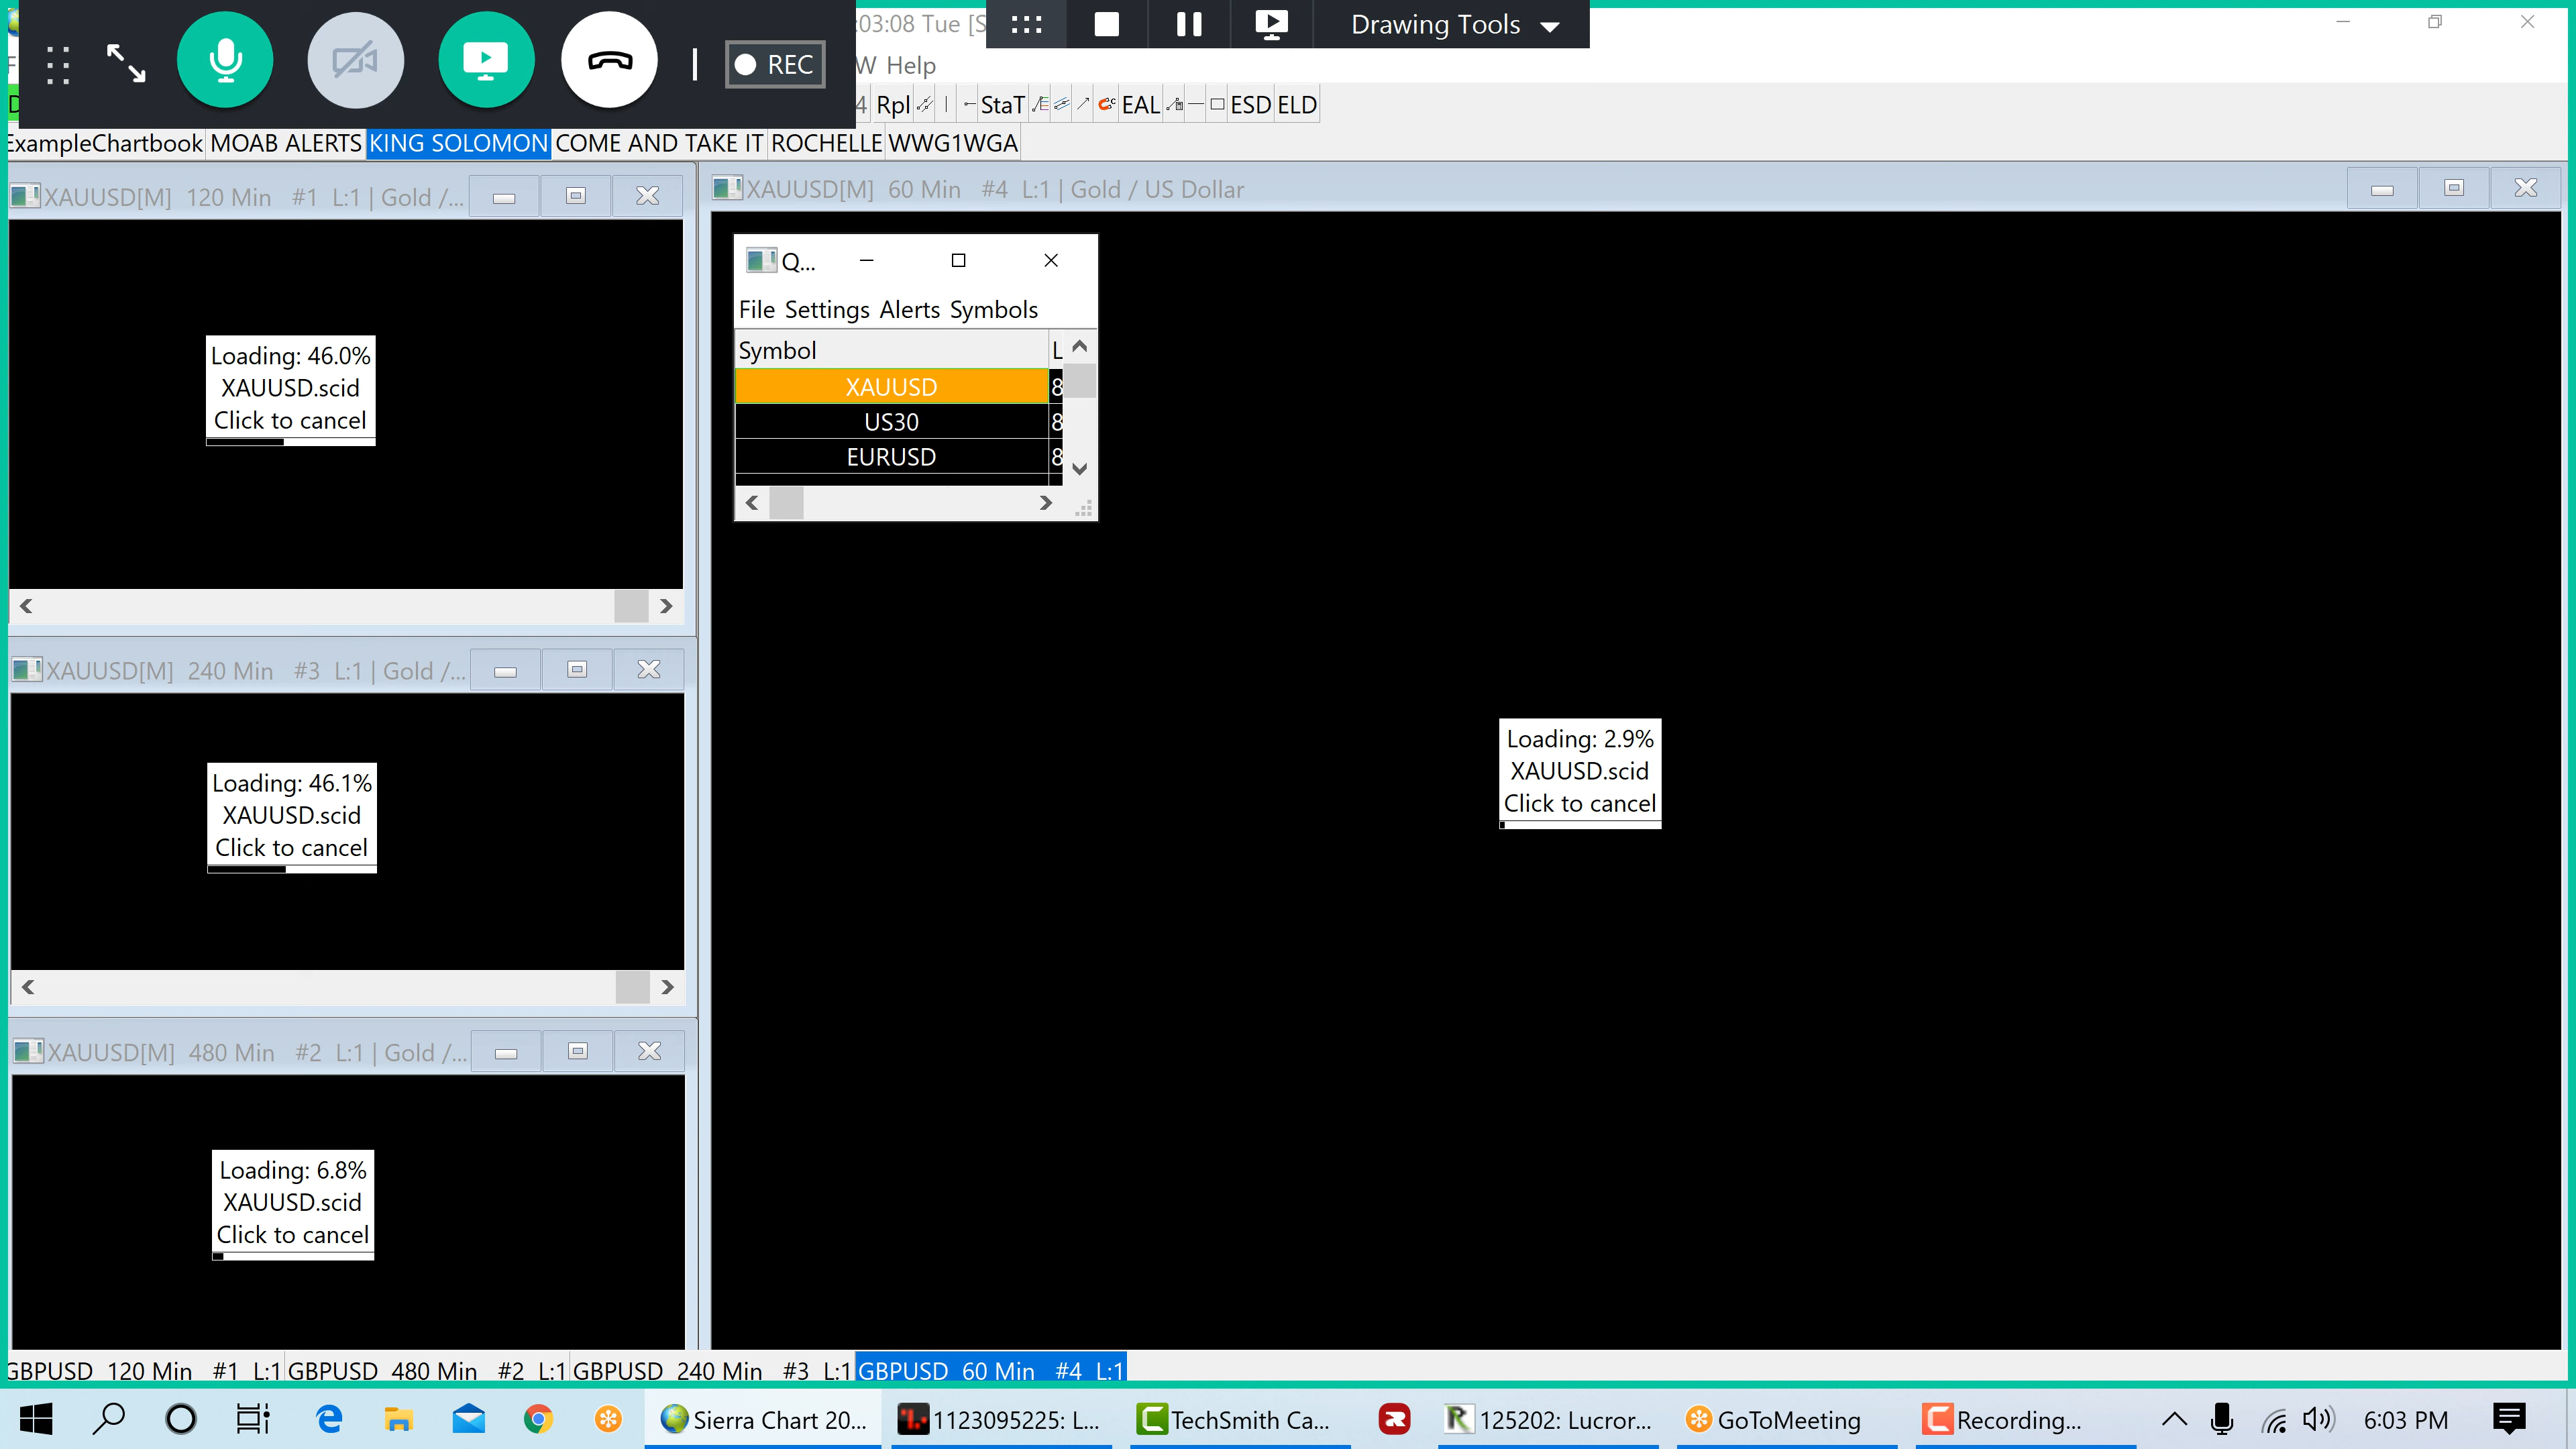 :03:08 Tue [S
Drawing Tools
REC
W Help
Rpl StaT EAL ESD ELD
ExampleChartbook MOAB ALERTS KING SOLOMON COME AND TAKE IT ROCHELLE WWG1WGA
XAUUSD[M] 120 Min #1 L:1 | Gold /...
XAUUSD[M] 60 Min #4 L:1 | Gold / US Dollar
Q...
File Settings Alerts Symbols
Symbol L
XAUUSD 8
US30 8
EURUSD 8
Loading: 46.0%
XAUUSD.scid
Click to cancel
XAUUSD[M] 240 Min #3 L:1 | Gold /...
Loading: 46.1%
XAUUSD.scid
Click to cancel
Loading: 2.9%
XAUUSD.scid
Click to cancel
XAUUSD[M] 480 Min #2 L:1 | Gold /...
Loading: 6.8%
XAUUSD.scid
Click to cancel
GBPUSD 120 Min #1 L:1 GBPUSD 480 Min #2 L:1 GBPUSD 240 Min #3 L:1 GBPUSD 60 Min #4 L:1
Sierra Chart 20... 1123095225: L... TechSmith Ca... 125202: Lucror... GoToMeeting Recording... 6:03 PM